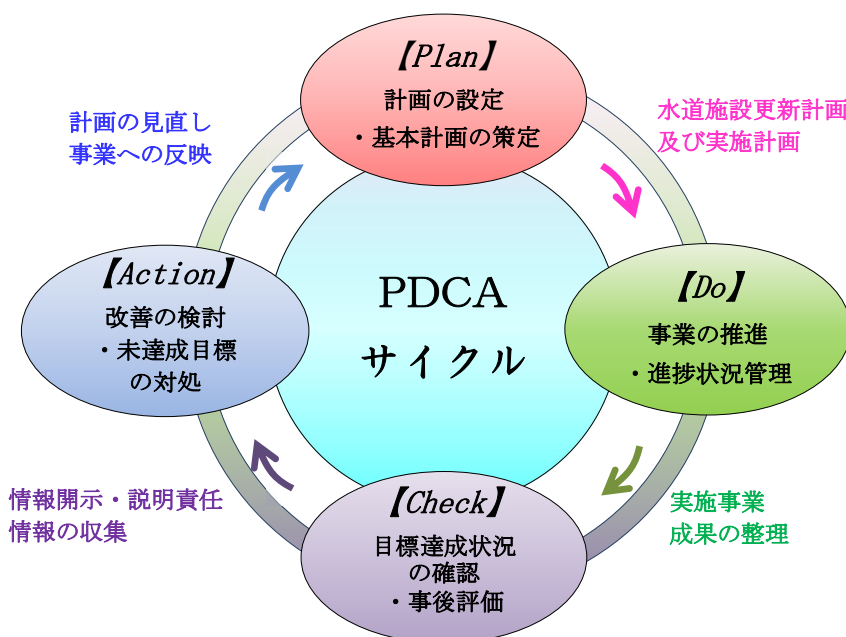 【Plan】
計画の設定
・基本計画の策定
計画の見直し
事業への反映
水道施設更新計画
及び実施計画
【Action】
改善の検討
・未達成目標
の対処
PDCA
サイクル
【Do】
事業の推進
・進捗状況管理
情報開示・説明責任
情報の収集
【Check】
目標達成状況
の確認
・事後評価
実施事業
成果の整理